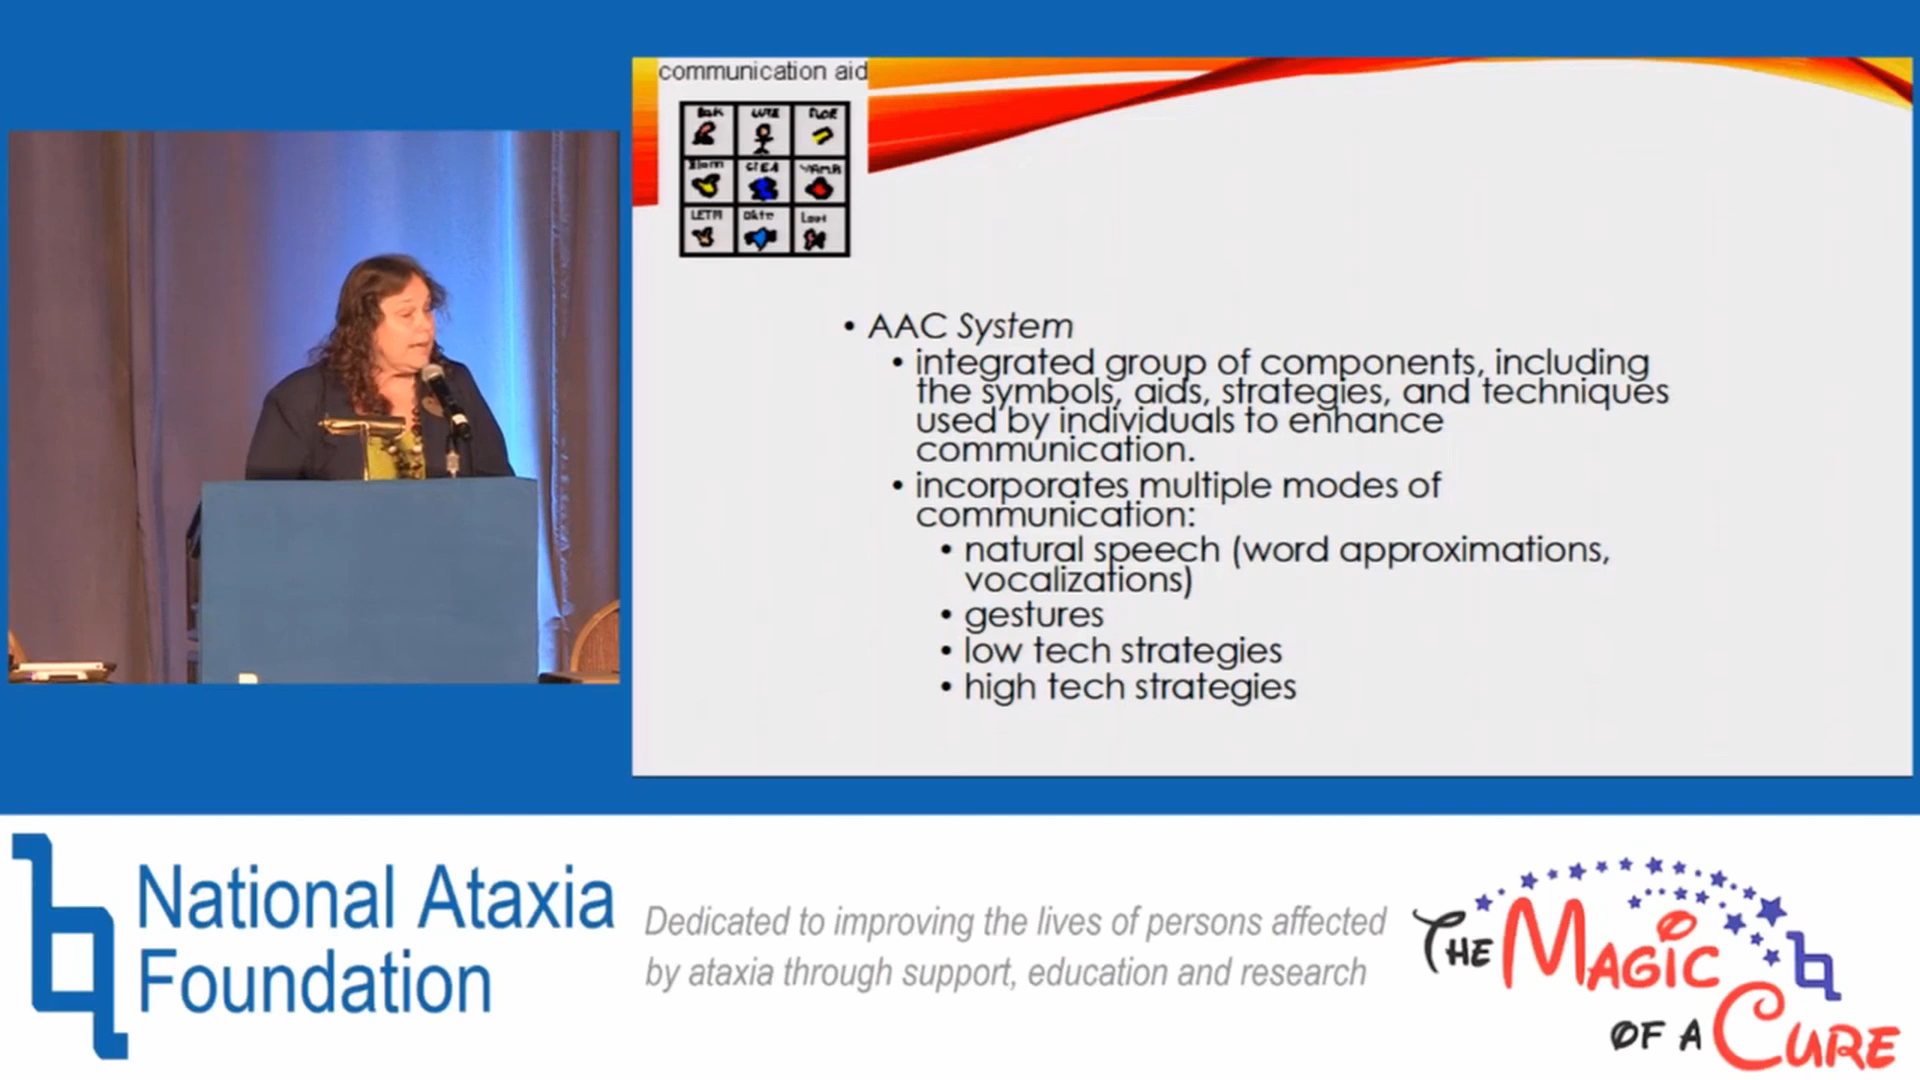 communication aid
• AAC System
• integrated group of components, including
the symbols, aids, strategies, and techniques
used by individuals to enhance
communication.
• incorporates multiple modes of
communication:
• natural speech (word approximations,
vocalizations)
• gestures
• low tech strategies
• high tech strategies
National Ataxia
Foundation
Dedicated to improving the lives of persons affected
by ataxia through support, education and research
THE MAGIC
OF A CURE